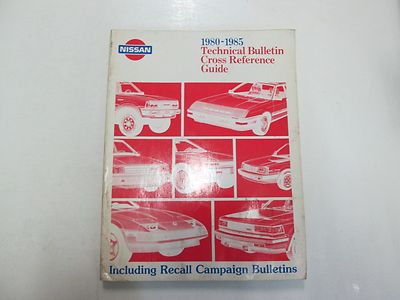 NISSAN
1980-1985
Technical Bulletin
Cross Reference
Guide
Including Recall Campaign Bulletins